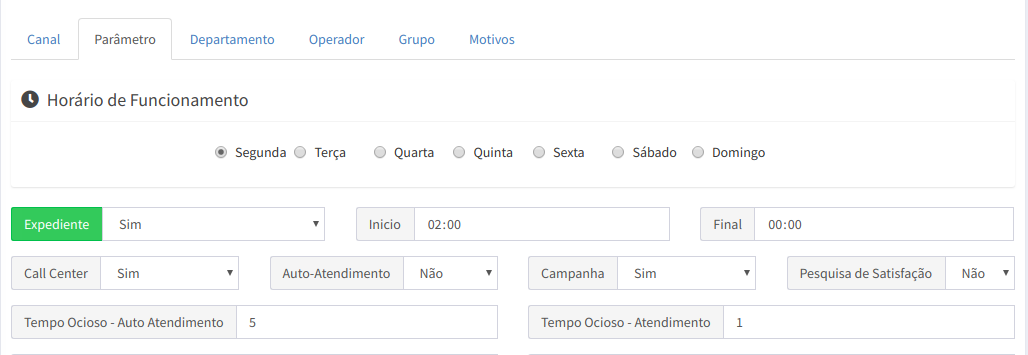 Canal Parâmetro Departamento Operador Grupo Motivos
Horário de Funcionamento
Segunda Terça Quarta Quinta Sexta Sábado Domingo
Expediente Sim Inicio 02:00 Final 00:00
Call Center Sim Auto-Atendimento Não Campanha Sim Pesquisa de Satisfação Não
Tempo Ocioso - Auto Atendimento 5 Tempo Ocioso - Atendimento 1